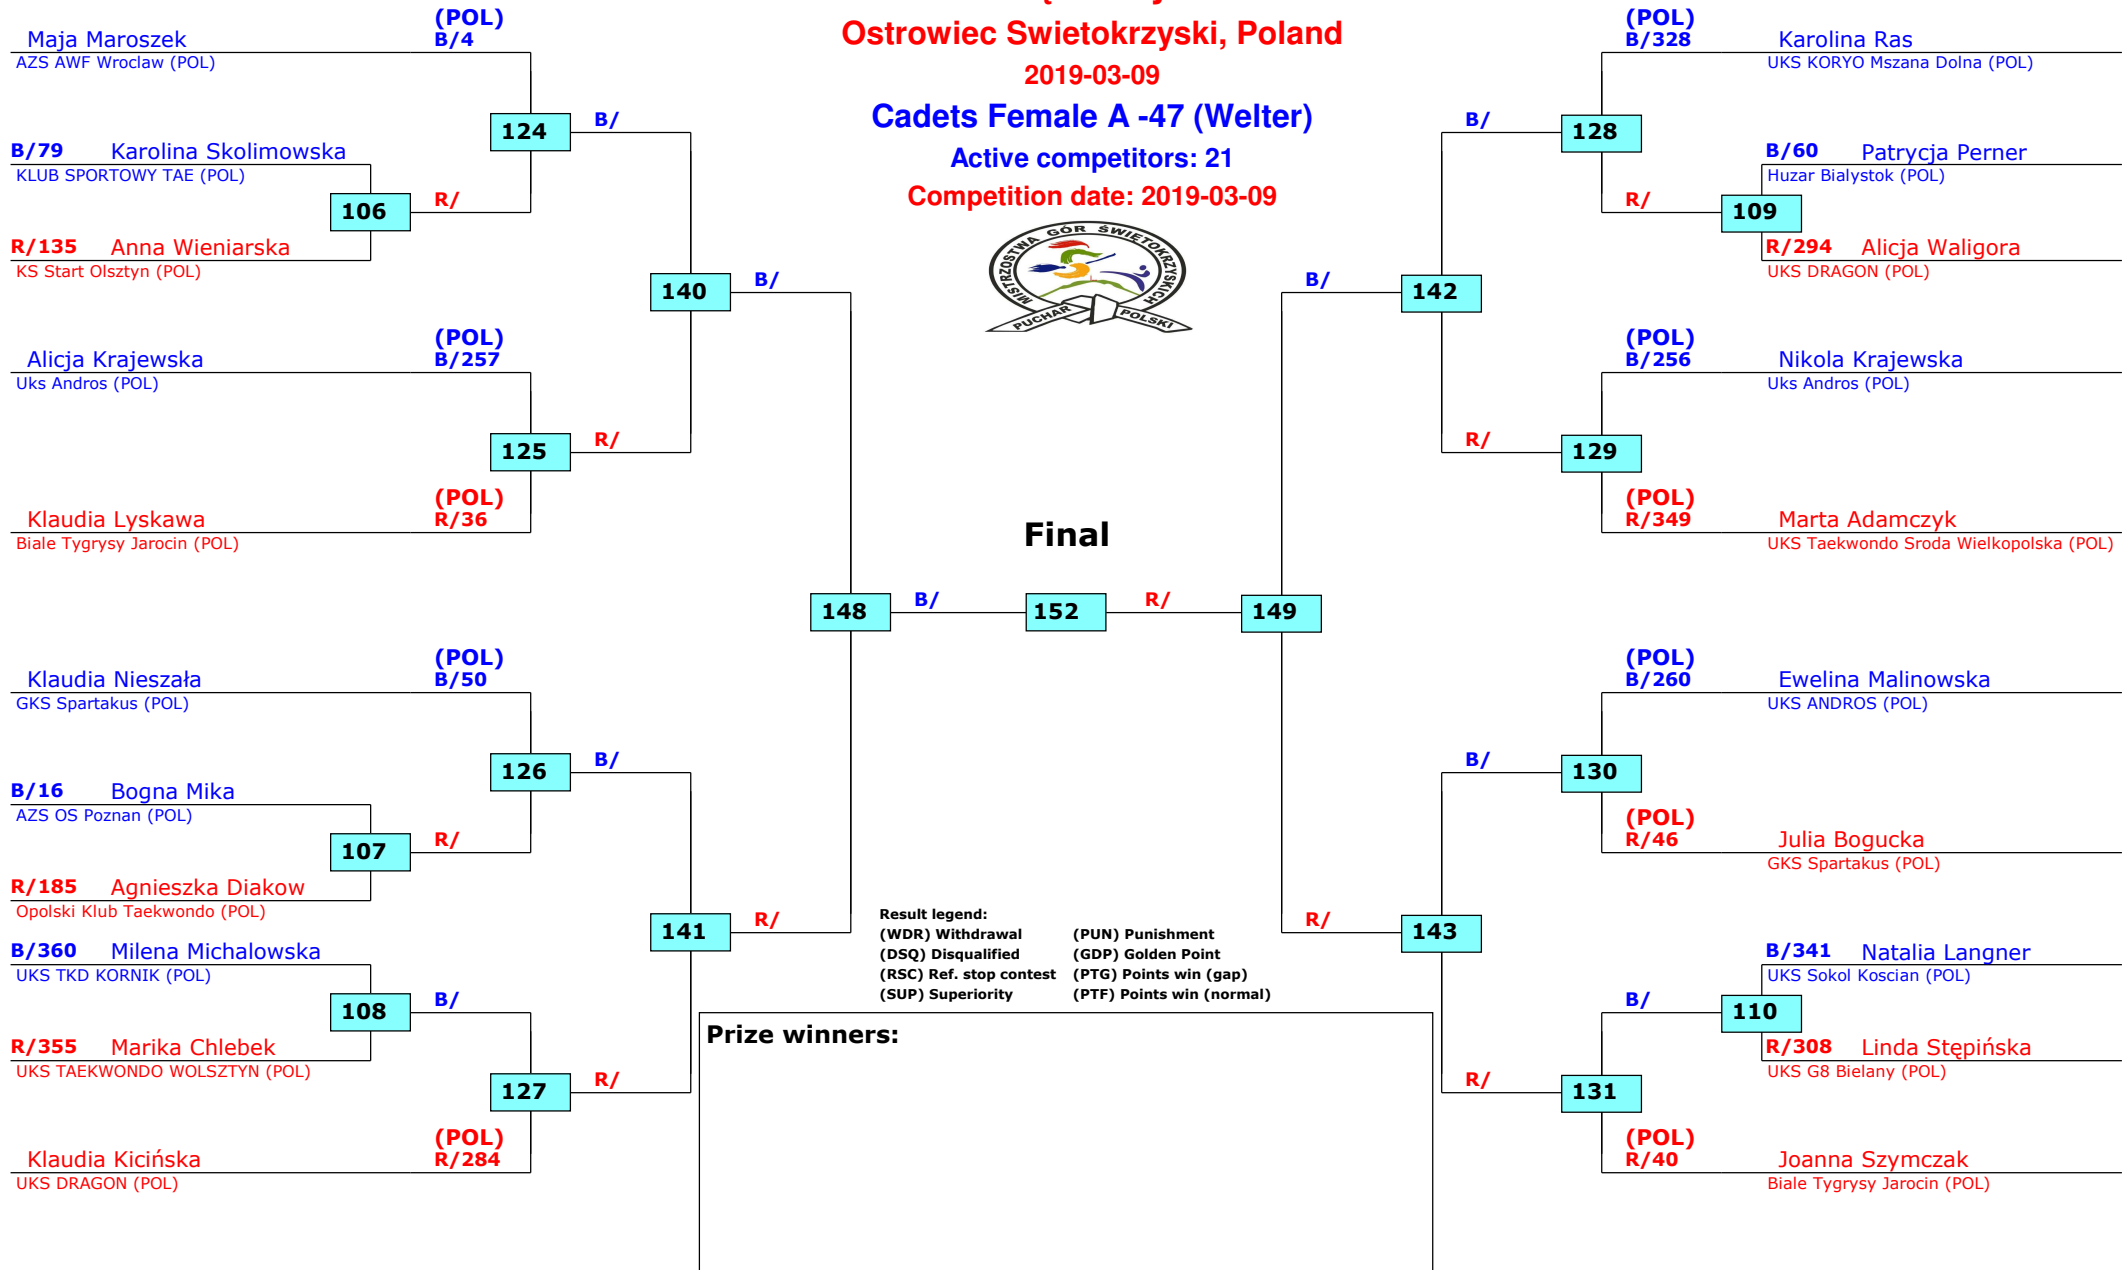 Ostrowiec Swietokrzyski, Poland
2019-03-09
Cadets Female A -47 (Welter)
Active competitors: 21
Competition date: 2019-03-09
MISTRZOSTWA GÓR ŚWIĘTOKRZYSKICH
PUCHAR POLSKI
(POL)
Maja Maroszek B/4
AZS AWF Wroclaw (POL)
124 B/
B/79 Karolina Skolimowska
KLUB SPORTOWY TAE (POL)
106 R/
R/135 Anna Wieniarska
KS Start Olsztyn (POL)
140 B/
(POL)
Alicja Krajewska B/257
Uks Andros (POL)
125 R/
(POL)
Klaudia Lyskawa R/36
Biale Tygrysy Jarocin (POL)
Final
148 B/ 152 R/ 149
(POL)
Klaudia Nieszała B/50
GKS Spartakus (POL)
126 B/
B/16 Bogna Mika
AZS OS Poznan (POL)
107 R/
R/185 Agnieszka Diakow
Opolski Klub Taekwondo (POL)
141 R/
B/360 Milena Michalowska
UKS TKD KORNIK (POL)
108 B/
R/355 Marika Chlebek
UKS TAEKWONDO WOLSZTYN (POL)
127 R/
(POL)
Klaudia Kicińska R/284
UKS DRAGON (POL)
(POL)
B/328 Karolina Ras
UKS KORYO Mszana Dolna (POL)
B/ 128
B/60 Patrycja Perner
Huzar Bialystok (POL)
R/ 109
R/294 Alicja Waligora
UKS DRAGON (POL)
B/ 142
(POL)
B/256 Nikola Krajewska
Uks Andros (POL)
R/ 129
(POL)
R/349 Marta Adamczyk
UKS Taekwondo Sroda Wielkopolska (POL)
(POL)
B/260 Ewelina Malinowska
UKS ANDROS (POL)
B/ 130
(POL)
R/46 Julia Bogucka
GKS Spartakus (POL)
R/ 143
B/341 Natalia Langner
UKS Sokol Koscian (POL)
B/ 110
R/308 Linda Stępińska
UKS G8 Bielany (POL)
R/ 131
(POL)
R/40 Joanna Szymczak
Biale Tygrysy Jarocin (POL)
Result legend:
(WDR) Withdrawal (PUN) Punishment
(DSQ) Disqualified (GDP) Golden Point
(RSC) Ref. stop contest (PTG) Points win (gap)
(SUP) Superiority (PTF) Points win (normal)
Prize winners: